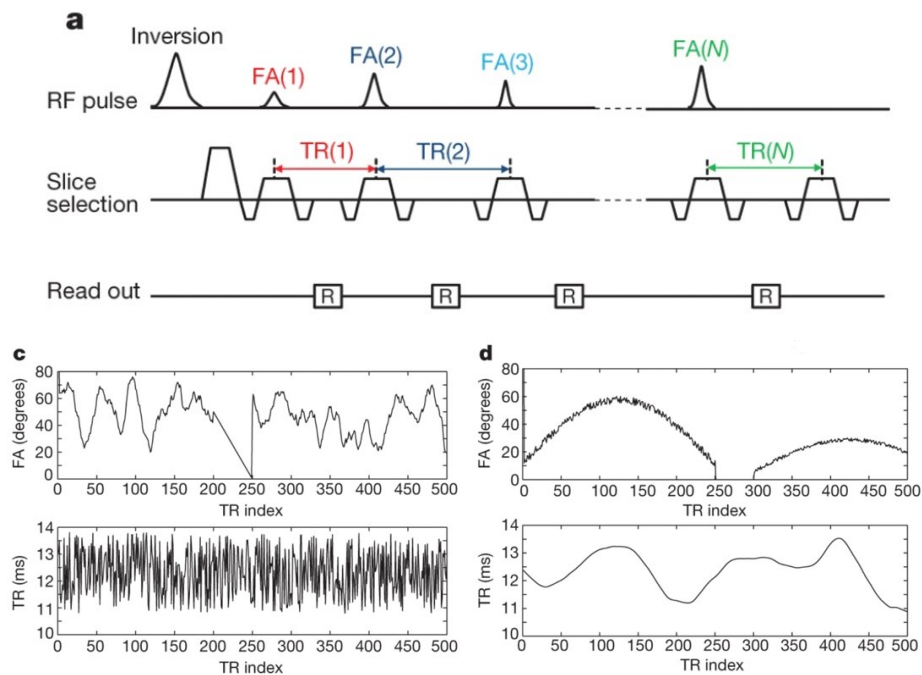 a
Inversion
FA(1)
FA(2)
FA(3)
FA(N)
RF pulse
TR(1)
TR(2)
TR(N)
Slice
selection
Read out
R R R R
c
FA (degrees)
80
60
40
20
0
0 50 100 150 200 250 300 350 400 450 500
TR index
TR (ms)
14
13
12
11
10
0 50 100 150 200 250 300 350 400 450 500
TR index
d
FA (degrees)
80
60
40
20
0
0 50 100 150 200 250 300 350 400 450 500
TR index
TR (ms)
14
13
12
11
10
0 50 100 150 200 250 300 350 400 450 500
TR index